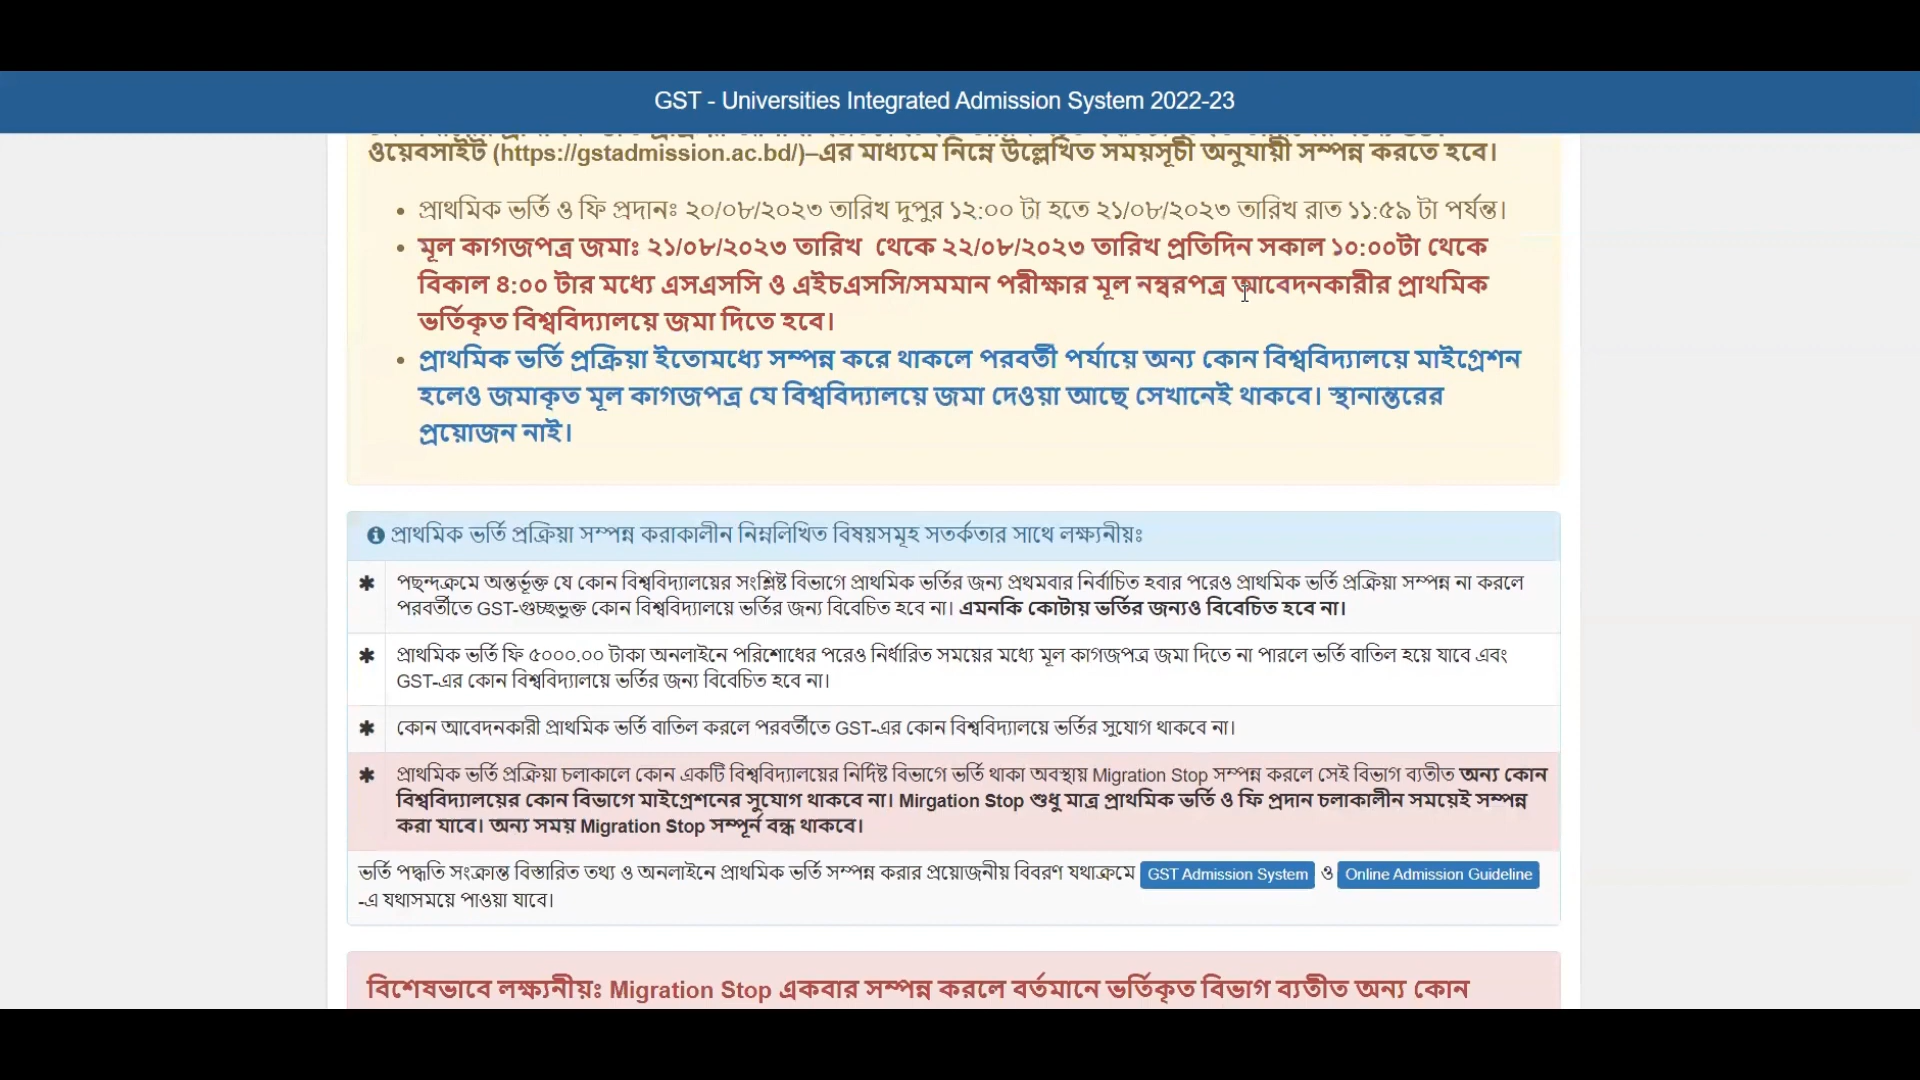 GST - Universities Integrated Admission System 2022-23
ওয়েবসাইট (https://gstadmission.ac.bd/)–এর মাধ্যমে নিম্নে উল্লেখিত সময়সূচী অনুযায়ী সম্পন্ন করতে হবে।
প্রাথমিক ভর্তি ও ফি প্রদানঃ ২০/০৮/২০২৩ তারিখ দুপুর ১২:০০ টা হতে ২১/০৮/২০২৩ তারিখ রাত ১১:৫৯ টা পর্যন্ত।
মূল কাগজপত্র জমাঃ ২১/০৮/২০২৩ তারিখ থেকে ২২/০৮/২০২৩ তারিখ প্রতিদিন সকাল ১০:০০টা থেকে
বিকাল ৪:০০ টার মধ্যে এসএসসি ও এইচএসসি/সমমান পরীক্ষার মূল নম্বরপত্র আবেদনকারীর প্রাথমিক
ভর্তিকৃত বিশ্ববিদ্যালয়ে জমা দিতে হবে।
প্রাথমিক ভর্তি প্রক্রিয়া ইতোমধ্যে সম্পন্ন করে থাকলে পরবর্তী পর্যায়ে অন্য কোন বিশ্ববিদ্যালয়ে মাইগ্রেশন
হলেও জমাকৃত মূল কাগজপত্র যে বিশ্ববিদ্যালয়ে জমা দেওয়া আছে সেখানেই থাকবে। স্থানান্তরের
প্রয়োজন নাই।
প্রাথমিক ভর্তি প্রক্রিয়া সম্পন্ন করাকালীন নিম্নলিখিত বিষয়সমূহ সতর্কতার সাথে লক্ষ্যনীয়ঃ
পছন্দক্রমে অন্তর্ভূক্ত যে কোন বিশ্ববিদ্যালয়ের সংশ্লিষ্ট বিভাগে প্রাথমিক ভর্তির জন্য প্রথমবার নির্বাচিত হবার পরেও প্রাথমিক ভর্তি প্রক্রিয়া সম্পন্ন না করলে
পরবর্তীতে GST-গুচ্ছভুক্ত কোন বিশ্ববিদ্যালয়ে ভর্তির জন্য বিবেচিত হবে না। এমনকি কোটায় ভর্তির জন্যও বিবেচিত হবে না।
প্রাথমিক ভর্তি ফি ৫০০০.০০ টাকা অনলাইনে পরিশোধের পরেও নির্ধারিত সময়ের মধ্যে মূল কাগজপত্র জমা দিতে না পারলে ভর্তি বাতিল হয়ে যাবে এবং
GST-এর কোন বিশ্ববিদ্যালয়ে ভর্তির জন্য বিবেচিত হবে না।
কোন আবেদনকারী প্রাথমিক ভর্তি বাতিল করলে পরবর্তীতে GST-এর কোন বিশ্ববিদ্যালয়ে ভর্তির সুযোগ থাকবে না।
প্রাথমিক ভর্তি প্রক্রিয়া চলাকালে কোন একটি বিশ্ববিদ্যালয়ের নির্দিষ্ট বিভাগে ভর্তি থাকা অবস্থায় Migration Stop সম্পন্ন করলে সেই বিভাগ ব্যতীত অন্য কোন
বিশ্ববিদ্যালয়ের কোন বিভাগে মাইগ্রেশনের সুযোগ থাকবে না। Mirgation Stop শুধু মাত্র প্রাথমিক ভর্তি ও ফি প্রদান চলাকালীন সময়েই সম্পন্ন
করা যাবে। অন্য সময় Migration Stop সম্পূর্ন বন্ধ থাকবে।
ভর্তি পদ্ধতি সংক্রান্ত বিস্তারিত তথ্য ও অনলাইনে প্রাথমিক ভর্তি সম্পন্ন করার প্রয়োজনীয় বিবরণ যথাক্রমে GST Admission System ও Online Admission Guideline
-এ যথাসময়ে পাওয়া যাবে।
বিশেষভাবে লক্ষ্যনীয়ঃ Migration Stop একবার সম্পন্ন করলে বর্তমানে ভর্তিকৃত বিভাগ ব্যতীত অন্য কোন